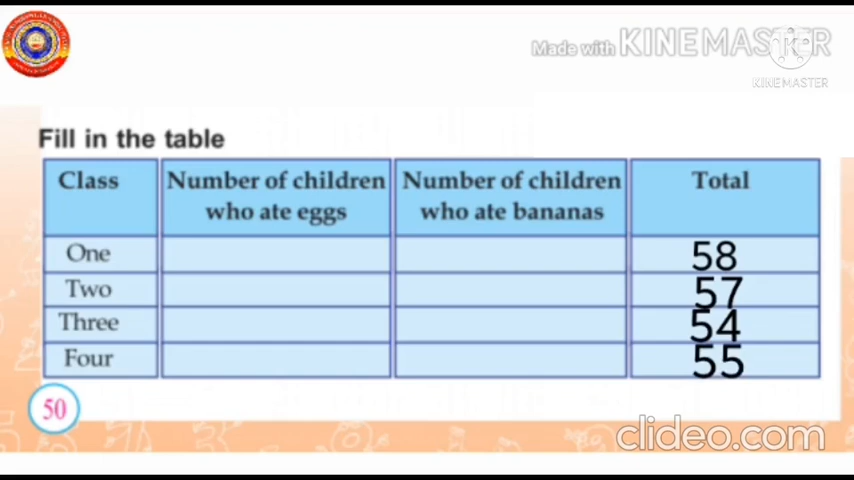 Made with KINEMASTER
KINEMASTER
Fill in the table
Class Number of children who ate eggs Number of children who ate bananas Total
One 58
Two 57
Three 54
Four 55
50
clideo.com